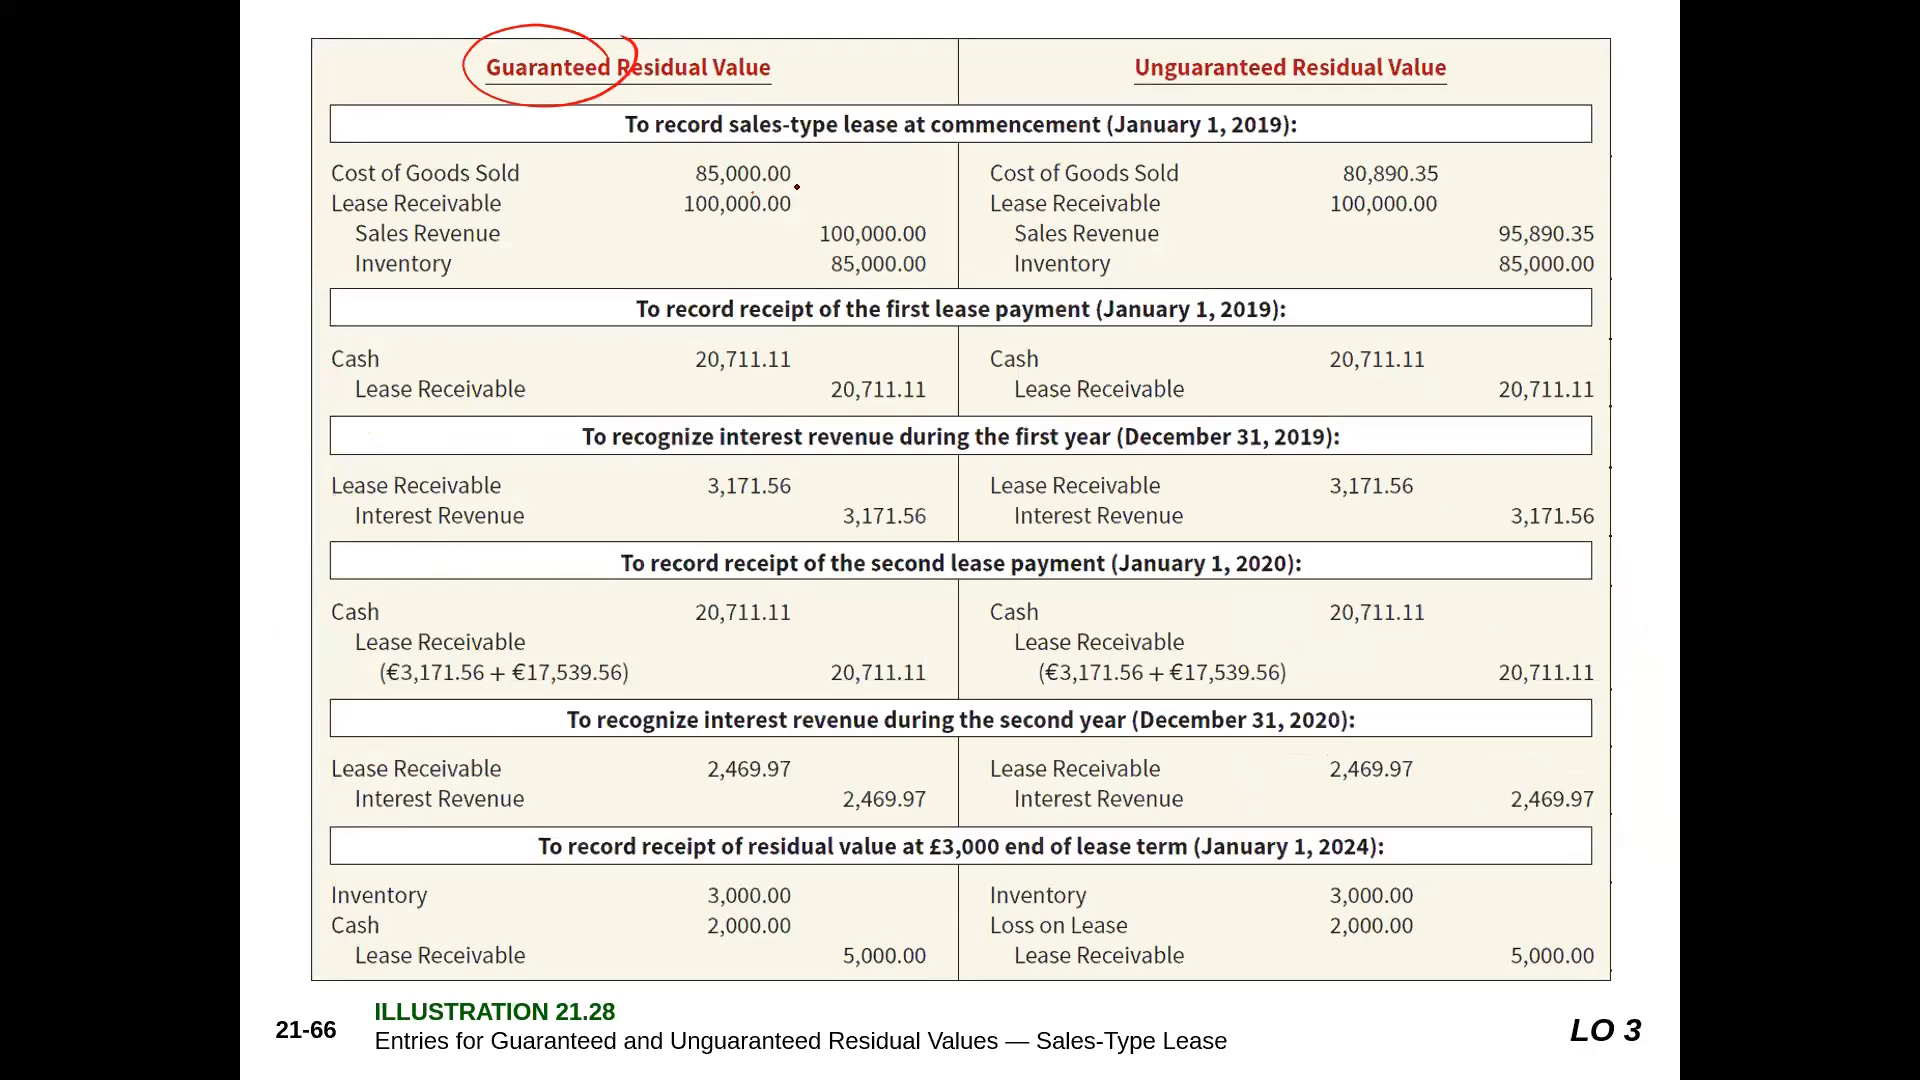 Guaranteed Residual Value Unguaranteed Residual Value
To record sales-type lease at commencement (January 1, 2019):
Cost of Goods Sold 85,000.00 Cost of Goods Sold 80,890.35
Lease Receivable 100,000.00 Lease Receivable 100,000.00
Sales Revenue 100,000.00 Sales Revenue 95,890.35
Inventory 85,000.00 Inventory 85,000.00
To record receipt of the first lease payment (January 1, 2019):
Cash 20,711.11 Cash 20,711.11
Lease Receivable 20,711.11 Lease Receivable 20,711.11
To recognize interest revenue during the first year (December 31, 2019):
Lease Receivable 3,171.56 Lease Receivable 3,171.56
Interest Revenue 3,171.56 Interest Revenue 3,171.56
To record receipt of the second lease payment (January 1, 2020):
Cash 20,711.11 Cash 20,711.11
Lease Receivable Lease Receivable
(€3,171.56 + €17,539.56) 20,711.11 (€3,171.56 + €17,539.56) 20,711.11
To recognize interest revenue during the second year (December 31, 2020):
Lease Receivable 2,469.97 Lease Receivable 2,469.97
Interest Revenue 2,469.97 Interest Revenue 2,469.97
To record receipt of residual value at £3,000 end of lease term (January 1, 2024):
Inventory 3,000.00 Inventory 3,000.00
Cash 2,000.00 Loss on Lease 2,000.00
Lease Receivable 5,000.00 Lease Receivable 5,000.00
ILLUSTRATION 21.28
21-66 Entries for Guaranteed and Unguaranteed Residual Values — Sales-Type Lease LO 3